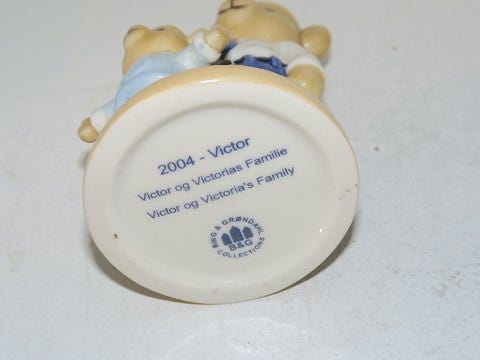 2004 - Victor
Victor og Victorias Familie
Victor og Victoria's Family
BING & GRØNDAHL
B&G
COLLECTIONS